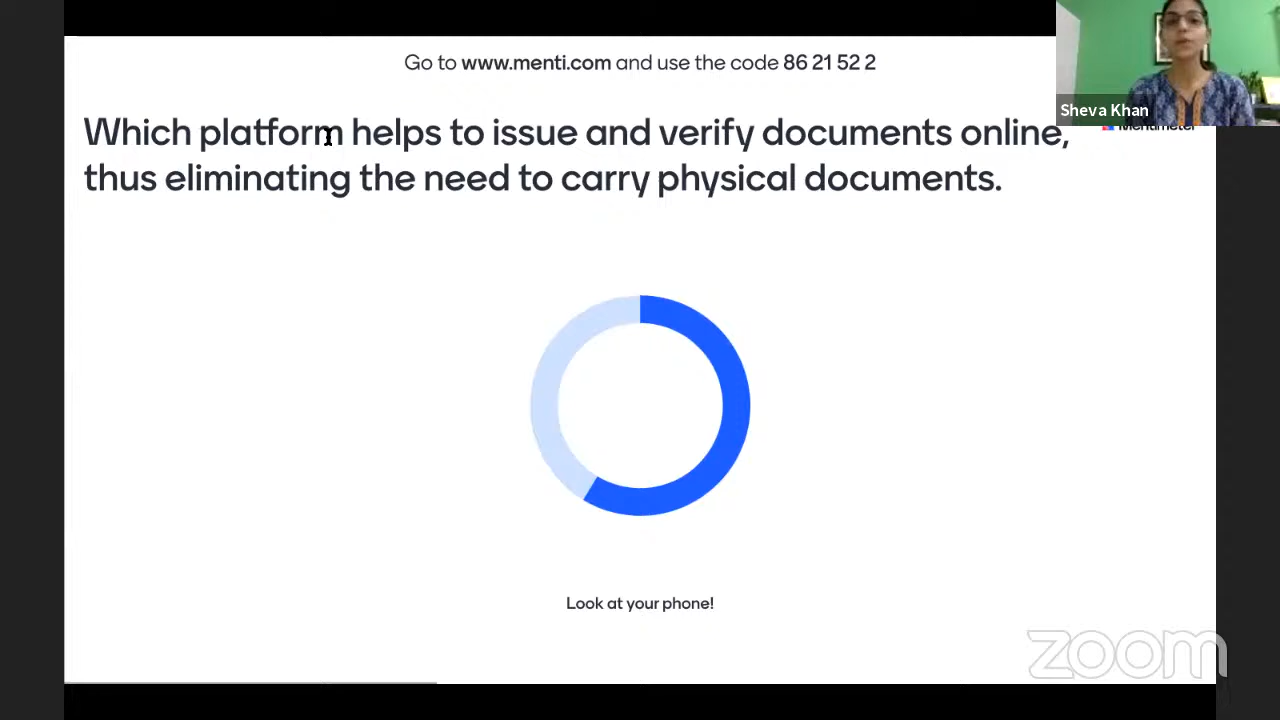 Go to www.menti.com and use the code 86 21 52 2
Sheva Khan
Mentimeter
Which platform helps to issue and verify documents online,
thus eliminating the need to carry physical documents.
Look at your phone!
zoom